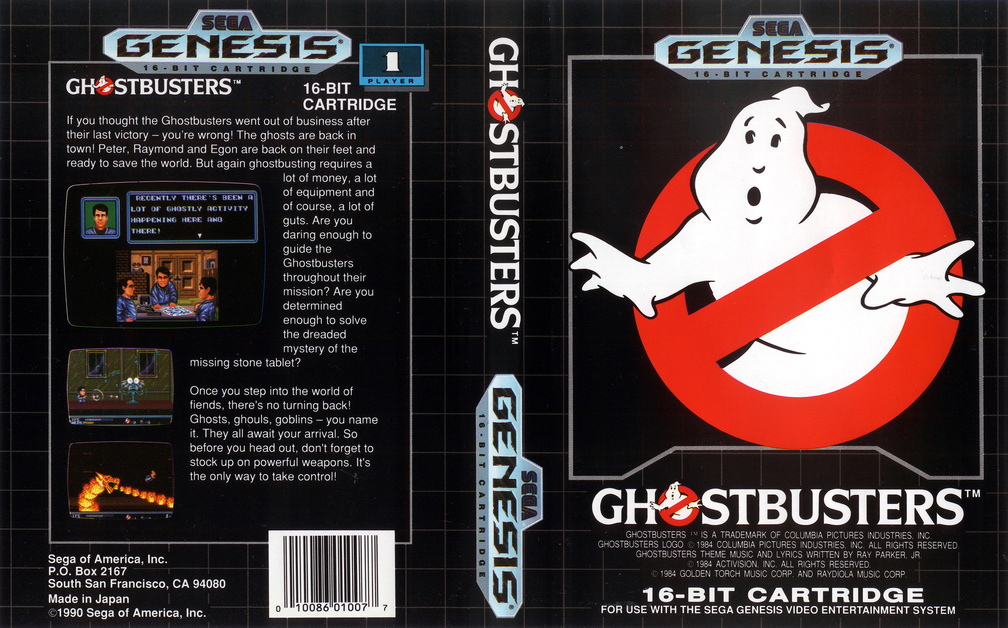 SEGA
GENESIS
16-BIT CARTRIDGE
1
PLAYER
GHOSTBUSTERS™
16-BIT
CARTRIDGE
If you thought the Ghostbusters went out of business after
their last victory – you're wrong! The ghosts are back in
town! Peter, Raymond and Egon are back on their feet and
ready to save the world. But again ghostbusting requires a
lot of money, a lot
of equipment and
of course, a lot of
guts. Are you
daring enough to
guide the
Ghostbusters
throughout their
mission? Are you
determined
enough to solve
the dreaded
mystery of the
missing stone tablet?
RECENTLY THERE'S BEEN A
LOT OF GHOSTLY ACTIVITY
HAPPENING HERE AND
THERE!
Once you step into the world of
fiends, there's no turning back!
Ghosts, ghouls, goblins – you name
it. They all await your arrival. So
before you head out, don't forget to
stock up on powerful weapons. It's
the only way to take control!
Sega of America, Inc.
P.O. Box 2167
South San Francisco, CA 94080
Made in Japan
©1990 Sega of America, Inc.
0 10086 01007 7
GHOSTBUSTERS™
SEGA
GENESIS
16-BIT CARTRIDGE
SEGA
GENESIS®
16-BIT CARTRIDGE
GHOSTBUSTERS™
GHOSTBUSTERS ™ IS A TRADEMARK OF COLUMBIA PICTURES INDUSTRIES, INC.
GHOSTBUSTERS LOGO © 1984 COLUMBIA PICTURES INDUSTRIES, INC. ALL RIGHTS RESERVED.
GHOSTBUSTERS THEME MUSIC AND LYRICS WRITTEN BY RAY PARKER, JR.
© 1984 ACTIVISION, INC. ALL RIGHTS RESERVED.
© 1984 GOLDEN TORCH MUSIC CORP. AND RAYDIOLA MUSIC CORP.
16-BIT CARTRIDGE
FOR USE WITH THE SEGA GENESIS VIDEO ENTERTAINMENT SYSTEM